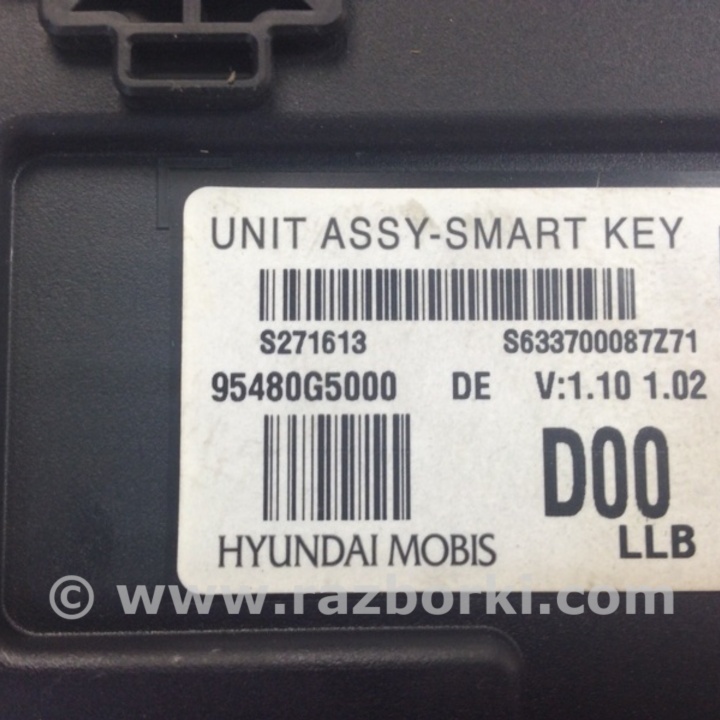 UNIT ASSY-SMART KEY
S271613 S633700087Z71
95480G5000 DE V:1.10 1.02
D00
LLB
HYUNDAI MOBIS
© www.razborki.com